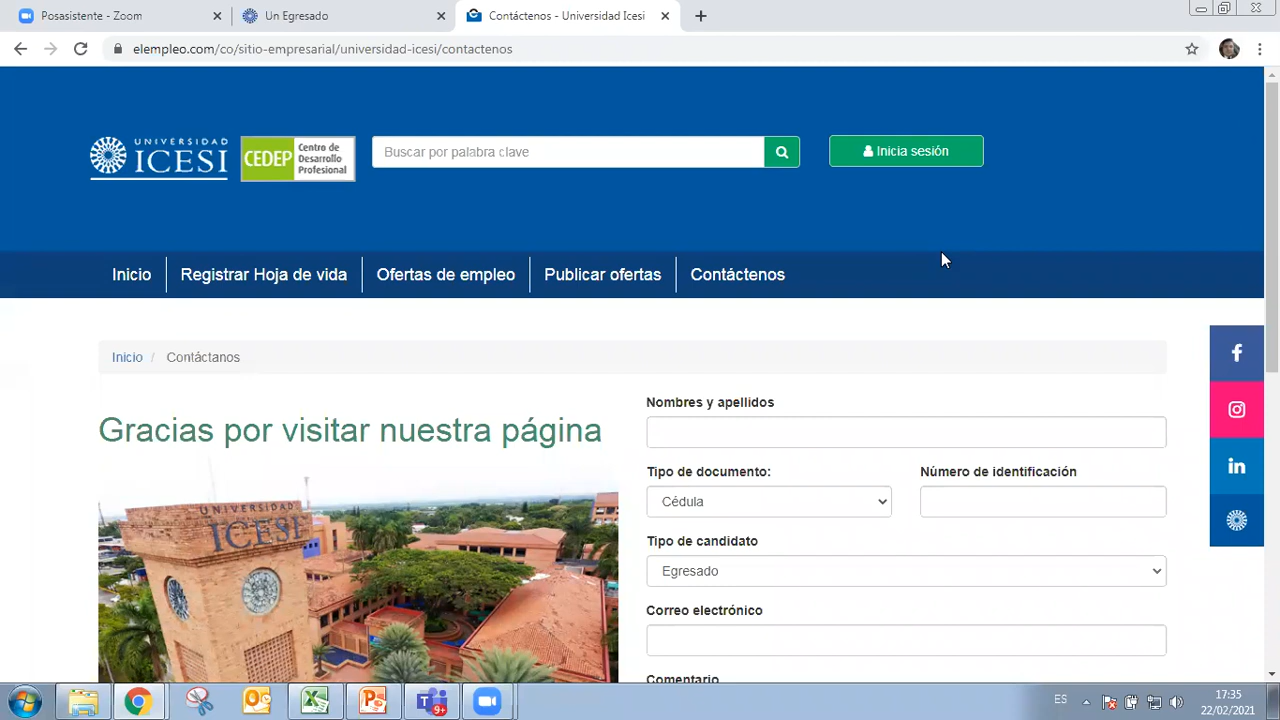 Posasistente - Zoom
Un Egresado
Contáctenos - Universidad Icesi
elempleo.com/co/sitio-empresarial/universidad-icesi/contactenos
UNIVERSIDAD
ICESI
CEDEP
Centro de
Desarrollo
Profesional
Buscar por palabra clave
Inicia sesión
Inicio
Registrar Hoja de vida
Ofertas de empleo
Publicar ofertas
Contáctenos
Inicio / Contáctanos
Gracias por visitar nuestra página
UNIVERSIDAD
ICESI
Nombres y apellidos
Tipo de documento:
Número de identificación
Cédula
Tipo de candidato
Egresado
Correo electrónico
Comentario
ES
9+
17:35
22/02/2021